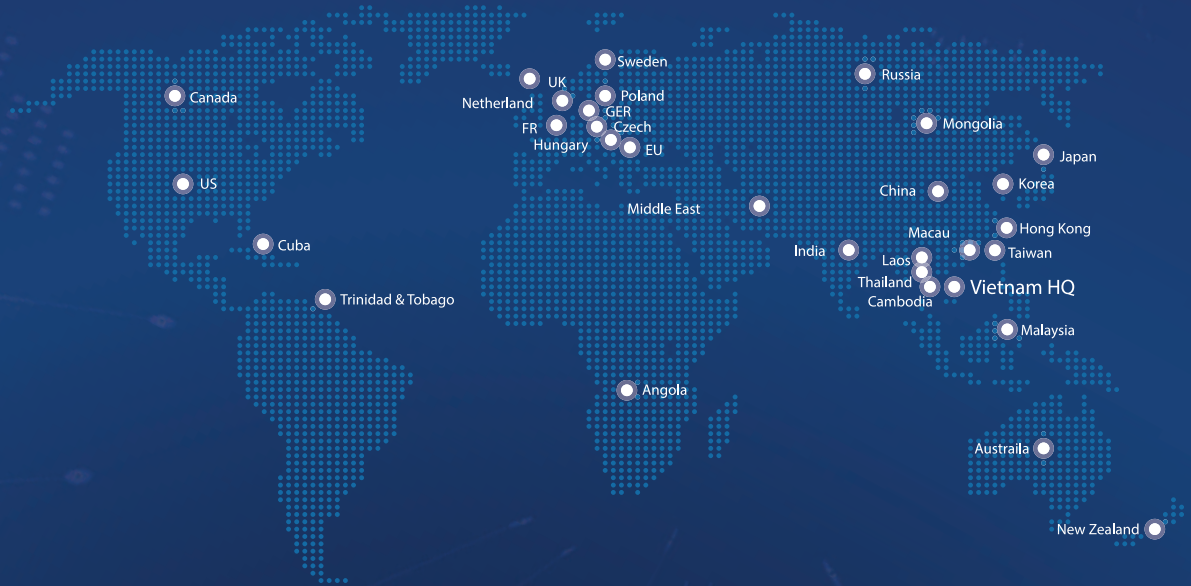 Sweden
Russia
UK
Canada
Poland
Netherland
GER
FR
Czech
Mongolia
Hungary
EU
Japan
US
China
Korea
Middle East
Macau
Hong Kong
Cuba
India
Taiwan
Laos
Thailand
Vietnam HQ
Cambodia
Trinidad & Tobago
Malaysia
Angola
Austraila
New Zealand